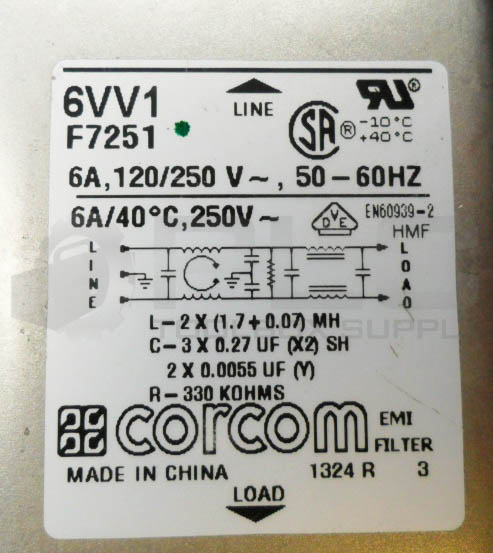 6VV1
F7251
LINE
-10°C
+40°C
6A, 120/250 V~, 50-60HZ
6A/40°C, 250V~
VDE
EN60939-2
HMF
LINE
LOAD
L-2 X (1.7+0.07) MH
C-3 X 0.27 UF (X2) SH
2 X 0.0055 UF (Y)
R-330 KOHMS
corcom EMI FILTER
MADE IN CHINA 1324 R 3
LOAD